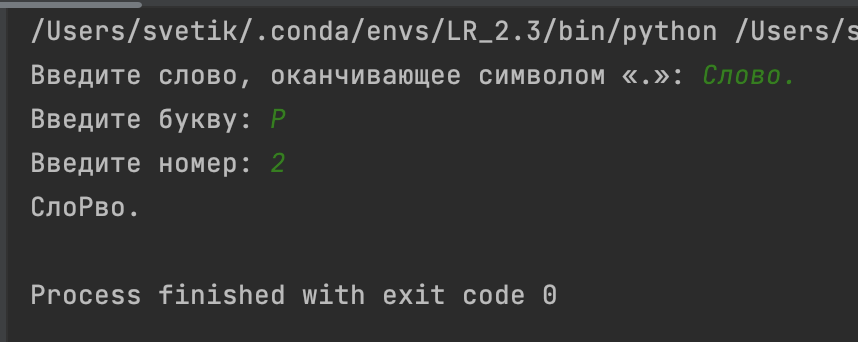 /Users/svetik/.conda/envs/LR_2.3/bin/python /Users/s
Введите слово, оканчивающее символом «.»: Слово.
Введите букву: Р
Введите номер: 2
СлоРво.
Process finished with exit code 0